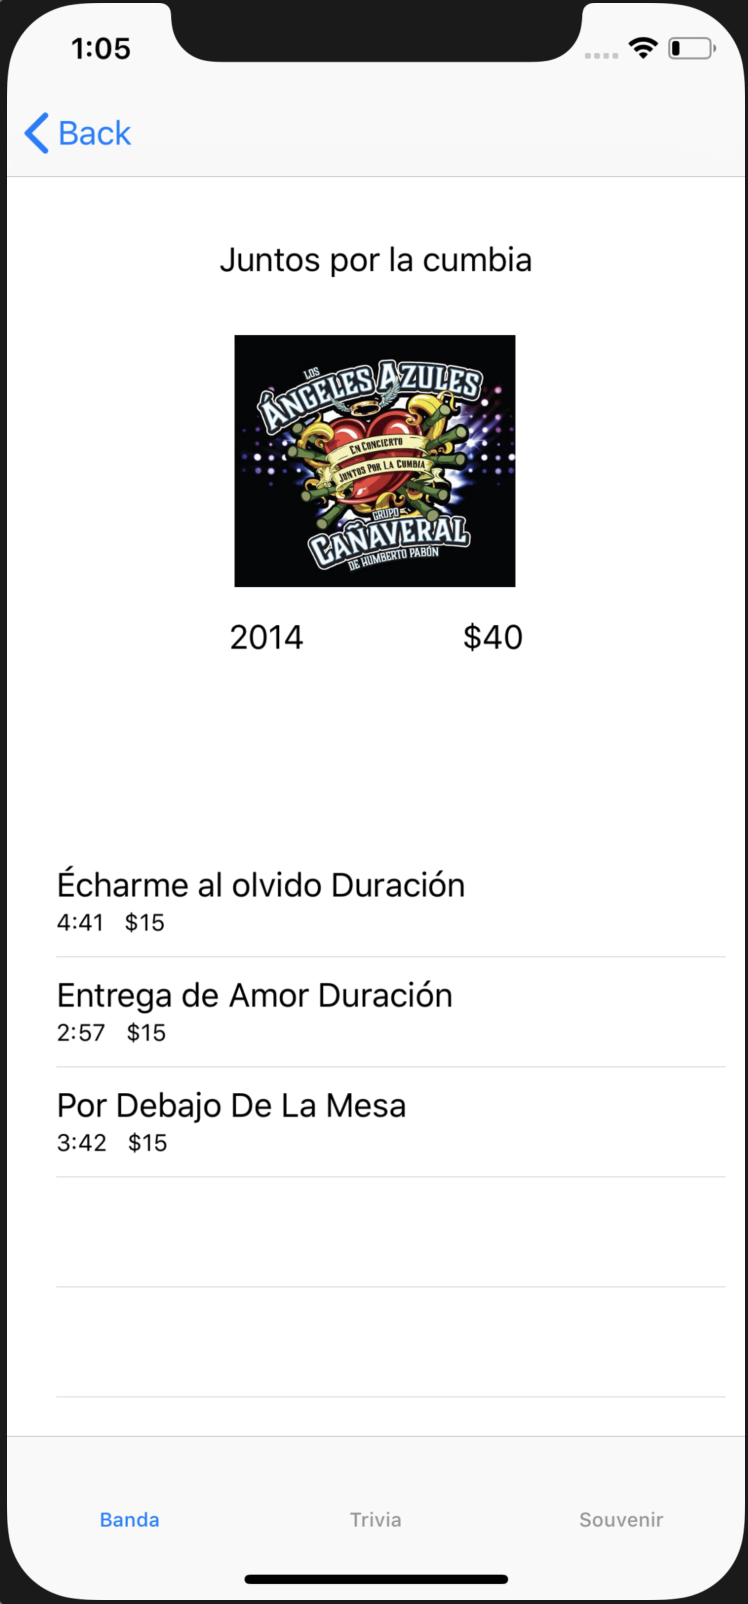 1:05
Back
Juntos por la cumbia
LOS
ÁNGELES AZULES
EN CONCIERTO
JUNTOS POR LA CUMBIA
GRUPO
CAÑAVERAL
DE HUMBERTO PABÓN
2014 $40
Écharme al olvido Duración
4:41 $15
Entrega de Amor Duración
2:57 $15
Por Debajo De La Mesa
3:42 $15
Banda Trivia Souvenir